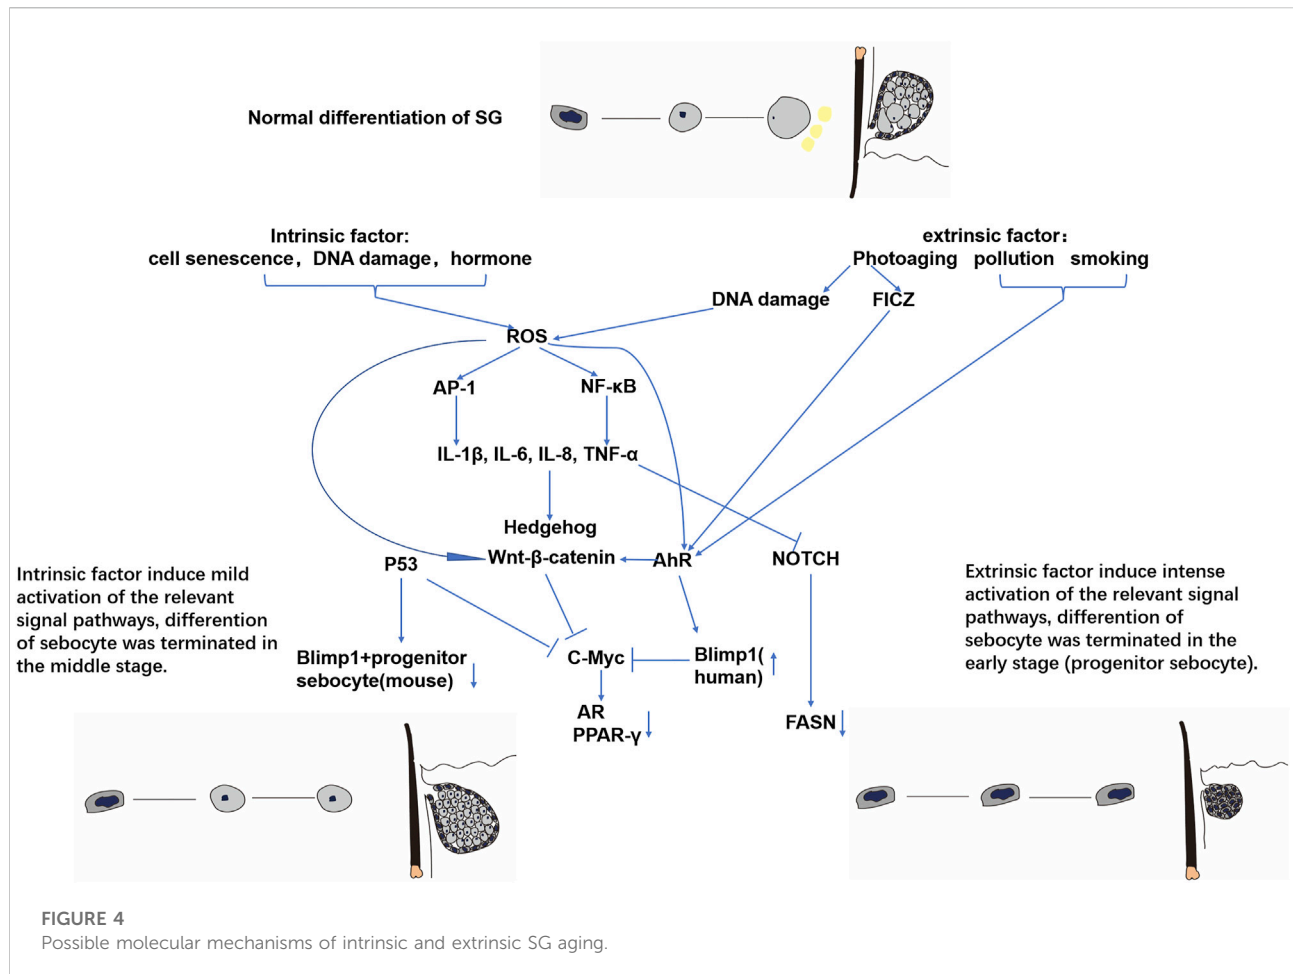 Normal differentiation of SG
Intrinsic factor:
cell senescence, DNA damage, hormone
extrinsic factor:
Photoaging pollution smoking
DNA damage
FICZ
ROS
AP-1
NF-κB
IL-1β, IL-6, IL-8, TNF-α
Hedgehog
Wnt-β-catenin
AhR
NOTCH
P53
Intrinsic factor induce mild
activation of the relevant
signal pathways, differention
of sebocyte was terminated in
the middle stage.
Extrinsic factor induce intense
activation of the relevant signal
pathways, differention of
sebocyte was terminated in the
early stage (progenitor sebocyte).
Blimp1+progenitor
sebocyte(mouse)
C-Myc
Blimp1(
human)
AR
PPAR-γ
FASN
FIGURE 4
Possible molecular mechanisms of intrinsic and extrinsic SG aging.